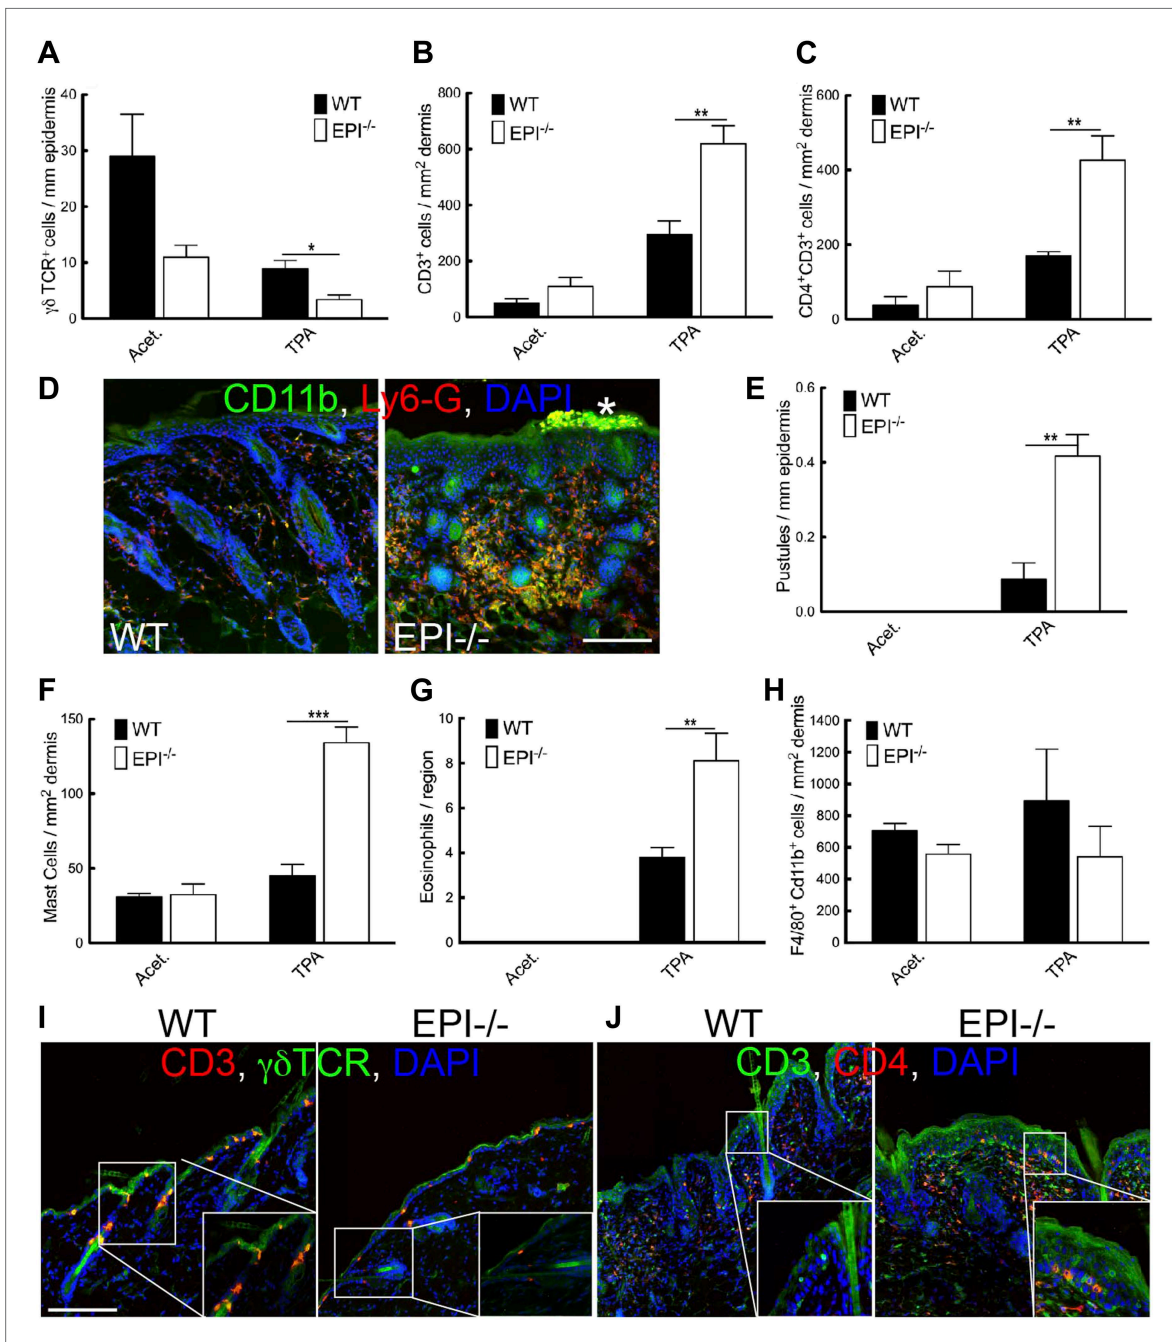 A
γδ TCR⁺ cells / mm epidermis
40
30
20
10
0
WT
EPI⁻/⁻
*
Acet.
TPA
B
CD3⁺ cells / mm² dermis
800
600
400
200
0
WT
EPI⁻/⁻
**
Acet.
TPA
C
CD4⁺CD3⁺ cells / mm² dermis
600
400
200
0
WT
EPI⁻/⁻
**
Acet.
TPA
D
CD11b, Ly6-G, DAPI
*
WT
EPI-/-
E
Pustules / mm epidermis
0.6
0.4
0.2
0.0
WT
EPI⁻/⁻
**
Acet.
TPA
F
Mast Cells / mm² dermis
150
100
50
0
WT
EPI⁻/⁻
***
Acet.
TPA
G
Eosinophils / region
10
8
6
4
2
0
WT
EPI⁻/⁻
**
Acet.
TPA
H
F4/80⁺ Cd11b⁺ cells / mm² dermis
1400
1200
1000
800
600
400
200
0
WT
EPI⁻/⁻
Acet.
TPA
I
WT
EPI-/-
CD3, γδTCR, DAPI
J
WT
EPI-/-
CD3, CD4, DAPI